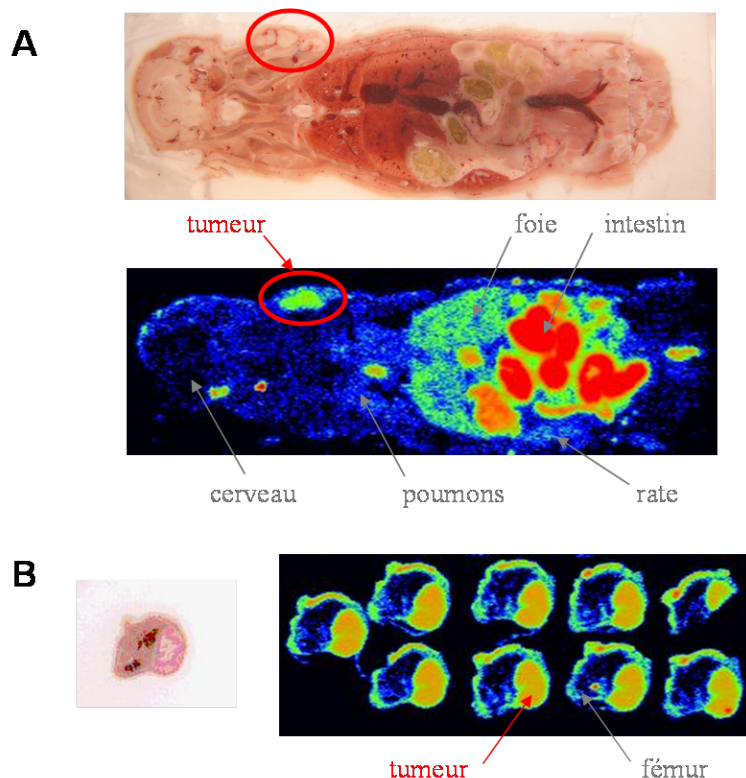 A
tumeur
foie
intestin
cerveau
poumons
rate
B
tumeur
fémur